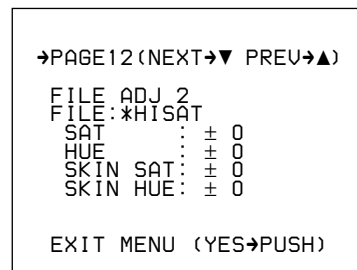 ➔PAGE12(NEXT➔▼ PREV➔▲)
FILE ADJ 2
FILE:*HISAT
SAT : ± 0
HUE : ± 0
SKIN SAT: ± 0
SKIN HUE: ± 0
EXIT MENU (YES➔PUSH)